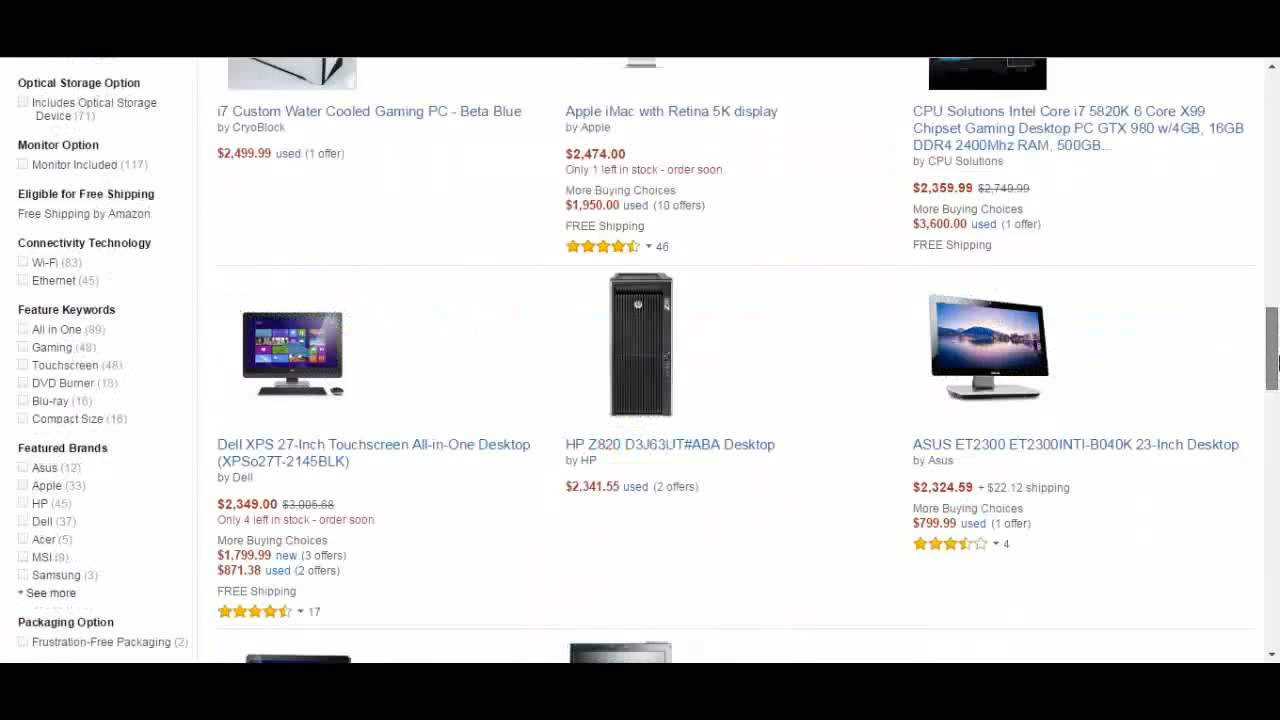 Optical Storage Option
Includes Optical Storage
Device (71)
Monitor Option
Monitor Included (117)
Eligible for Free Shipping
Free Shipping by Amazon
Connectivity Technology
Wi-Fi (83)
Ethernet (45)
Feature Keywords
All in One (89)
Gaming (48)
Touchscreen (48)
DVD Burner (18)
Blu-ray (16)
Compact Size (16)
Featured Brands
Asus (12)
Apple (33)
HP (45)
Dell (37)
Acer (5)
MSI (9)
Samsung (3)
+ See more
Packaging Option
Frustration-Free Packaging (2)
i7 Custom Water Cooled Gaming PC - Beta Blue
by CryoBlock
$2,499.99 used (1 offer)
Apple iMac with Retina 5K display
by Apple
$2,474.00
Only 1 left in stock - order soon.
More Buying Choices
$1,950.00 used (10 offers)
FREE Shipping
46
CPU Solutions Intel Core i7 5820K 6 Core X99
Chipset Gaming Desktop PC GTX 980 w/4GB, 16GB
DDR4 2400Mhz RAM, 500GB...
by CPU Solutions
$2,359.99 $2,749.99
More Buying Choices
$3,600.00 used (1 offer)
FREE Shipping
Dell XPS 27-Inch Touchscreen All-in-One Desktop
(XPSo27T-2145BLK)
by Dell
$2,349.00 $3,005.68
Only 4 left in stock - order soon
More Buying Choices
$1,799.99 new (3 offers)
$871.38 used (2 offers)
FREE Shipping
17
HP Z820 D3J63UT#ABA Desktop
by HP
$2,341.55 used (2 offers)
ASUS ET2300 ET2300INTI-B040K 23-Inch Desktop
by Asus
$2,324.59 + $22.12 shipping
More Buying Choices
$799.99 used (1 offer)
4